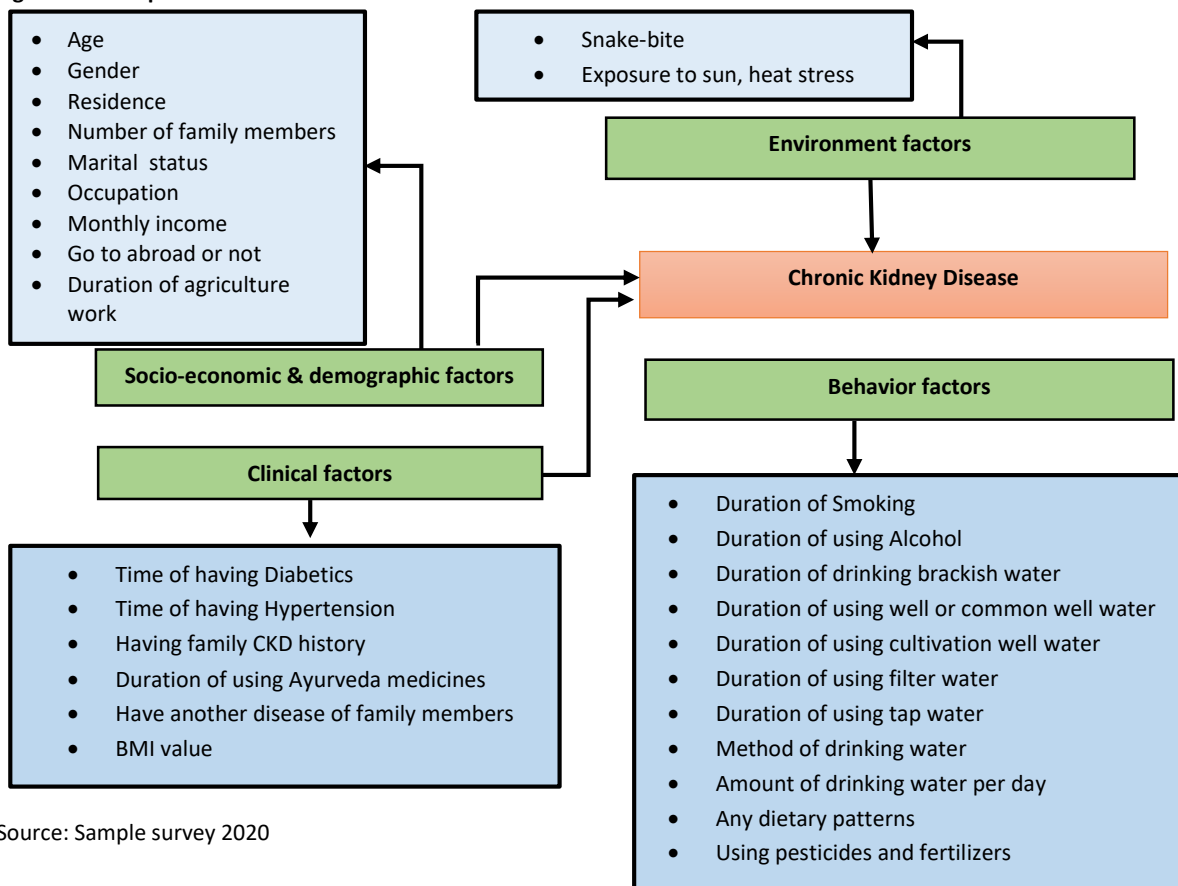 • Age
• Gender
• Residence
• Number of family members
• Marital status
• Occupation
• Monthly income
• Go to abroad or not
• Duration of agriculture
work
• Snake-bite
• Exposure to sun, heat stress
Environment factors
Chronic Kidney Disease
Socio-economic & demographic factors
Behavior factors
Clinical factors
• Time of having Diabetics
• Time of having Hypertension
• Having family CKD history
• Duration of using Ayurveda medicines
• Have another disease of family members
• BMI value
• Duration of Smoking
• Duration of using Alcohol
• Duration of drinking brackish water
• Duration of using well or common well water
• Duration of using cultivation well water
• Duration of using filter water
• Duration of using tap water
• Method of drinking water
• Amount of drinking water per day
• Any dietary patterns
• Using pesticides and fertilizers
Source: Sample survey 2020